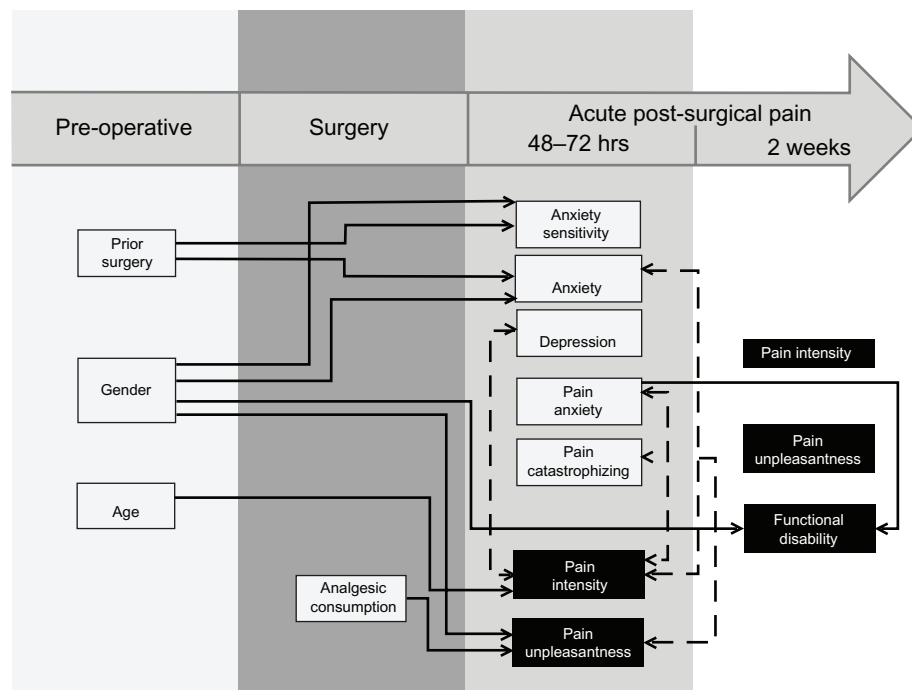 Pre-operative
Surgery
Acute post-surgical pain
48–72 hrs
2 weeks
Prior
surgery
Gender
Age
Analgesic
consumption
Anxiety
sensitivity
Anxiety
Depression
Pain
anxiety
Pain
catastrophizing
Pain
intensity
Pain
unpleasantness
Pain intensity
Pain
unpleasantness
Functional
disability